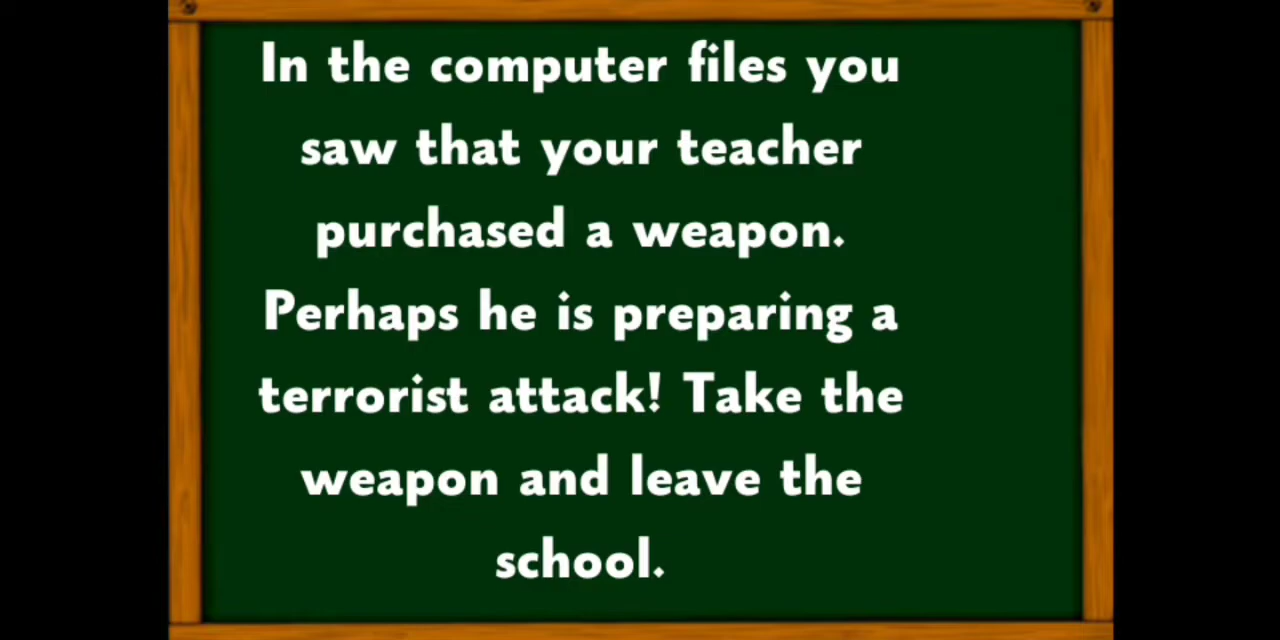 In the computer files you
saw that your teacher
purchased a weapon.
Perhaps he is preparing a
terrorist attack! Take the
weapon and leave the
school.